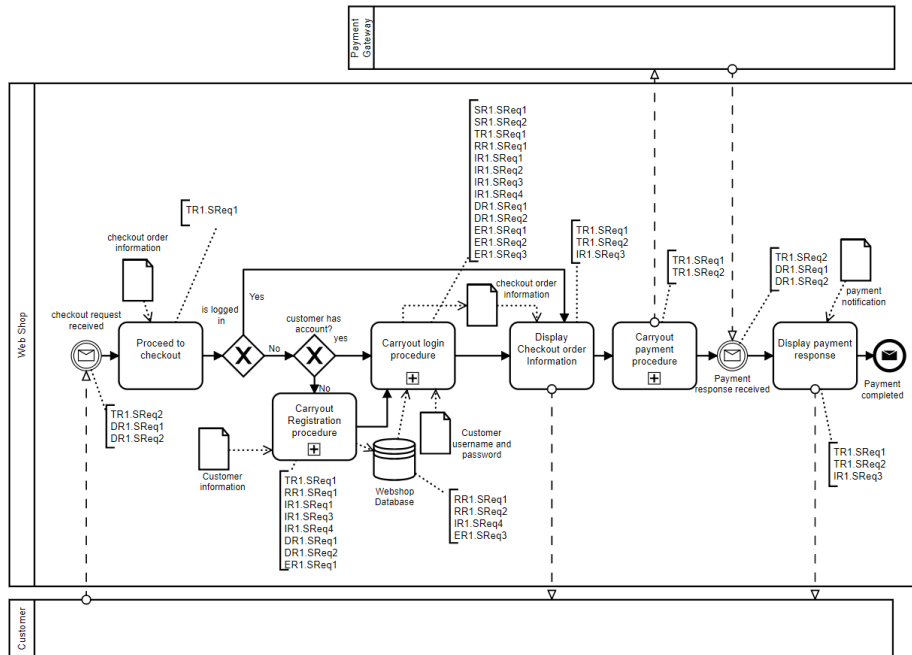 Payment
Gateway
Web Shop
SR1.SReq1
SR1.SReq2
TR1.SReq1
RR1.SReq1
IR1.SReq1
IR1.SReq2
IR1.SReq3
IR1.SReq4
DR1.SReq1
DR1.SReq2
ER1.SReq1
ER1.SReq2
ER1.SReq3
TR1.SReq1
checkout order
information
TR1.SReq1
TR1.SReq2
IR1.SReq3
TR1.SReq1
TR1.SReq2
TR1.SReq2
DR1.SReq1
DR1.SReq2
payment
notification
checkout order
information
Yes
is logged
in
customer has
account?
yes
No
No
checkout request
received
Proceed to
checkout
Carryout login
procedure
Display
Checkout order
Information
Carryout
payment
procedure
Payment
response received
Display payment
response
Payment
completed
TR1.SReq2
DR1.SReq1
DR1.SReq2
Carryout
Registration
procedure
Customer
information
Customer
username and
password
Webshop
Database
TR1.SReq1
RR1.SReq1
IR1.SReq1
IR1.SReq3
IR1.SReq4
DR1.SReq1
DR1.SReq2
ER1.SReq1
RR1.SReq1
RR1.SReq2
IR1.SReq4
ER1.SReq3
TR1.SReq1
TR1.SReq2
IR1.SReq3
Customer